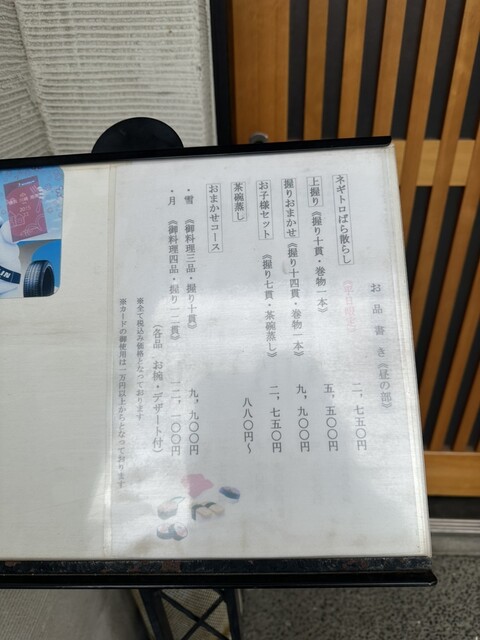 お品書き《昼の部》
ネギトロばら散らし
二、七五〇円
上握り《握り十貫・巻物一本》
五、五〇〇円
握りおまかせ《握り十四貫・巻物一本》
九、九〇〇円
お子様セット《握り七貫・茶碗蒸し》
二、七五〇円
茶碗蒸し
八八〇円〜
おまかせコース
・雪《御料理三品・握り十貫》
九、九〇〇円
・月《御料理四品・握り一二貫》
一二、一〇〇円
(各品 お椀・デザート付)
※全て税込み価格となっております
※カードの御使用は一万円以上からとなっております